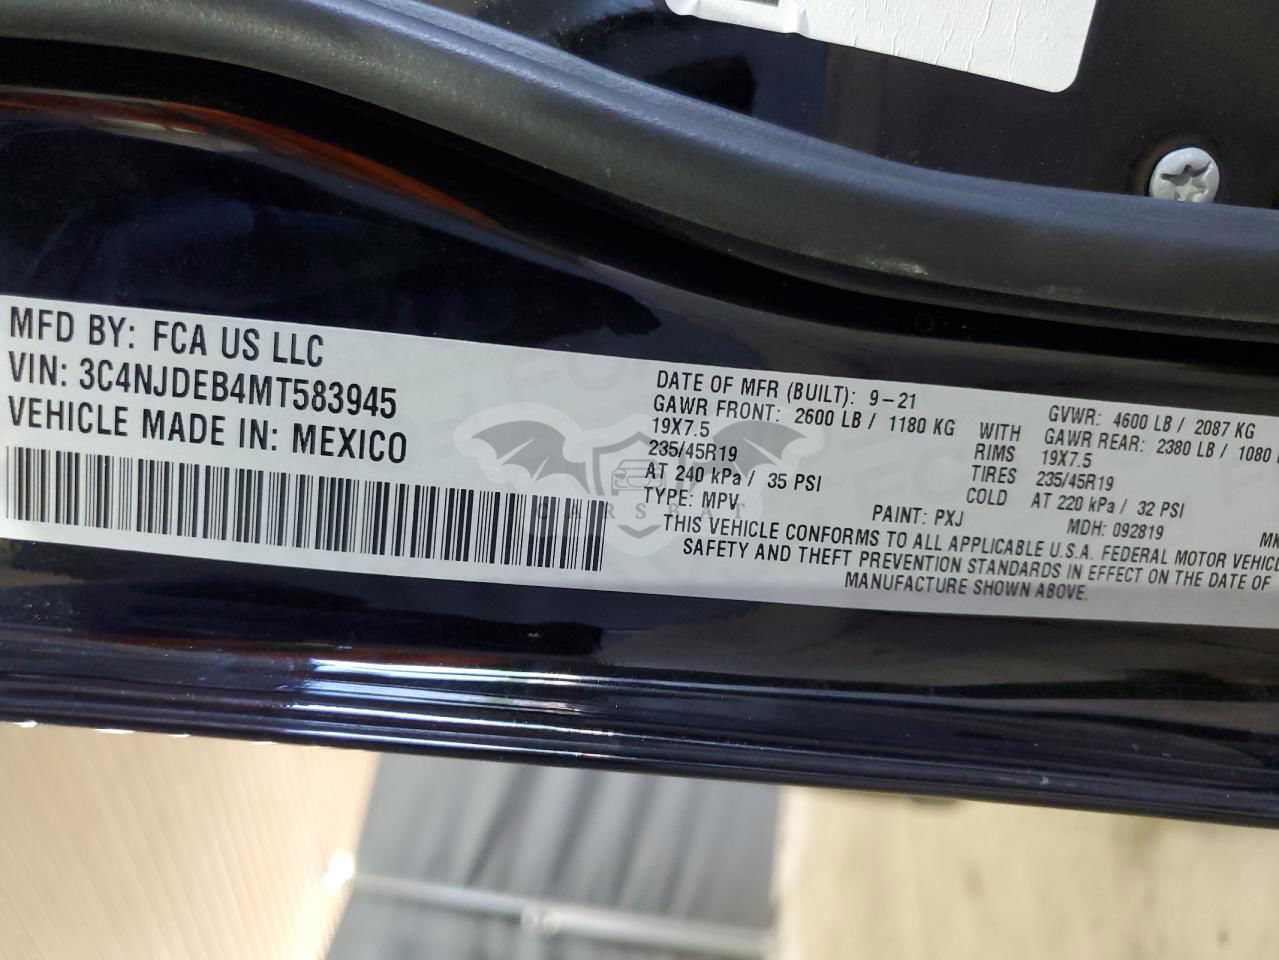 MFD BY: FCA US LLC
VIN: 3C4NJDEB4MT583945
VEHICLE MADE IN: MEXICO
DATE OF MFR (BUILT): 9-21
GAWR FRONT: 2600 LB / 1180 KG
19X7.5
235/45R19
AT 240 kPa / 35 PSI
TYPE: MPV
WITH
RIMS
TIRES
COLD
GVWR: 4600 LB / 2087 KG
GAWR REAR: 2380 LB / 1080
19X7.5
235/45R19
AT 220 kPa / 32 PSI
PAINT: PXJ
MDH: 092819
MK
THIS VEHICLE CONFORMS TO ALL APPLICABLE U.S.A. FEDERAL MOTOR VEHICL
SAFETY AND THEFT PREVENTION STANDARDS IN EFFECT ON THE DATE OF
MANUFACTURE SHOWN ABOVE.
CARSBAT